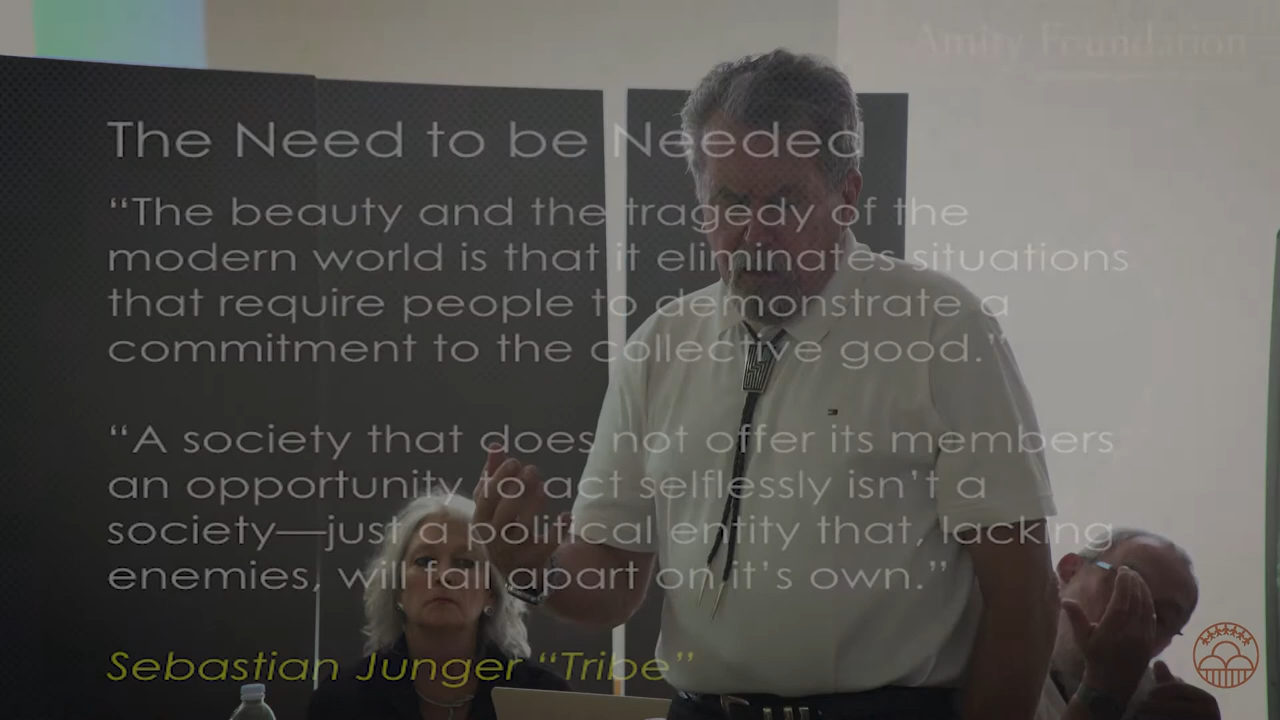 Amity Foundation
The Need to be Needed
“The beauty and the tragedy of the
modern world is that it eliminates situations
that require people to demonstrate a
commitment to the collective good.”
“A society that does not offer its members
an opportunity to act selflessly isn’t a
society—just a political entity that, lacking
enemies, will fall apart on it’s own.”
Sebastian Junger “Tribe”